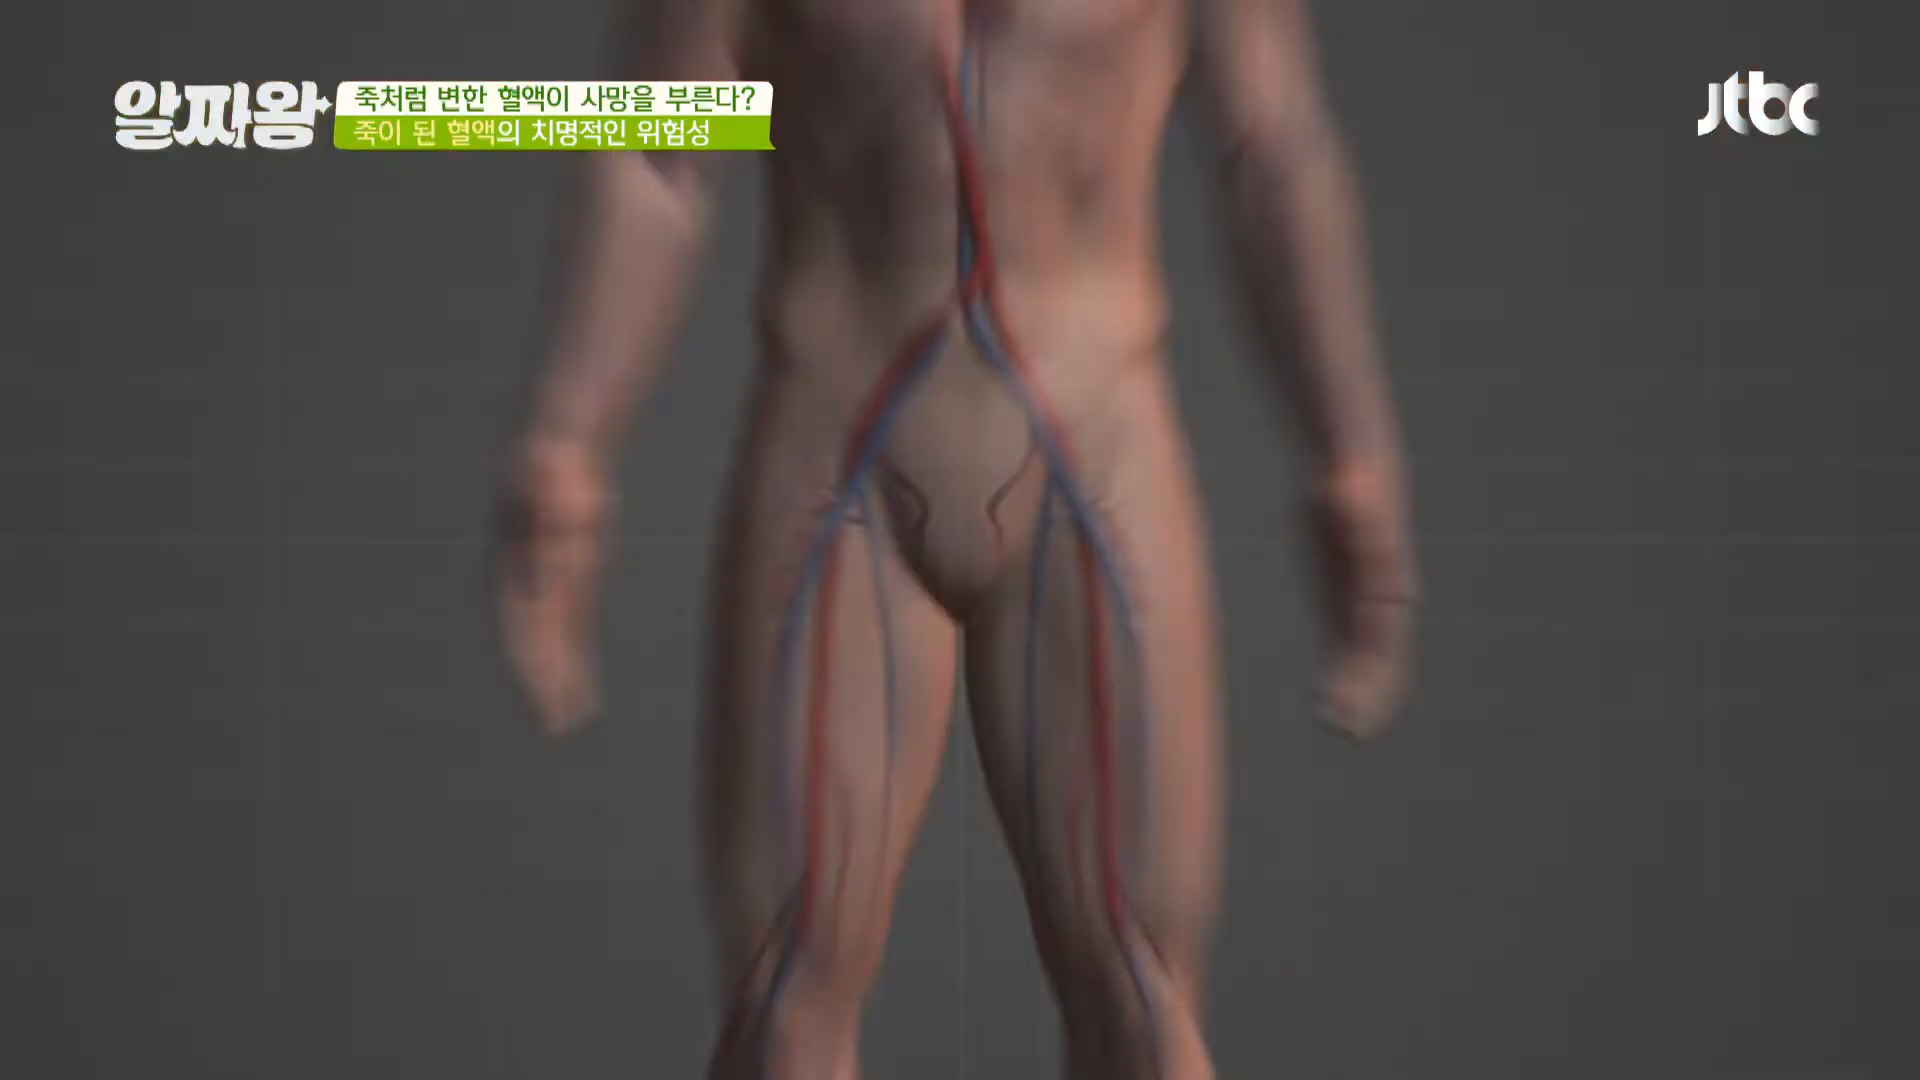 알짜왕
죽처럼 변한 혈액이 사망을 부른다?
죽이 된 혈액의 치명적인 위험성
jtbc